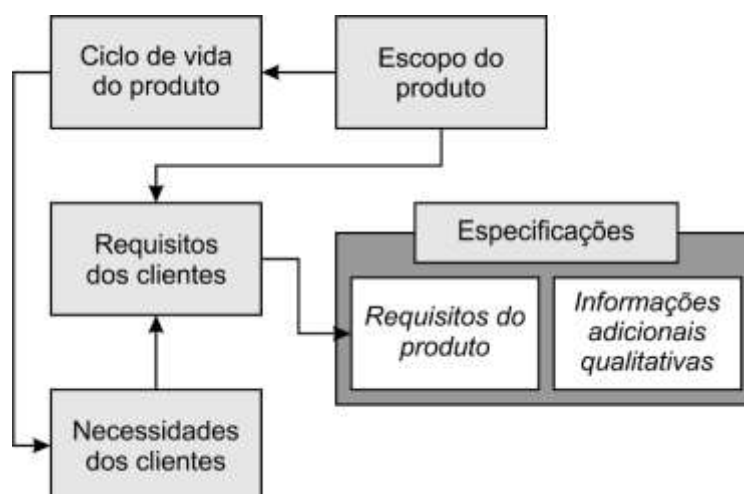 Ciclo de vida
do produto
Escopo do
produto
Requisitos
dos clientes
Especificações
Requisitos do
produto
Informações
adicionais
qualitativas
Necessidades
dos clientes